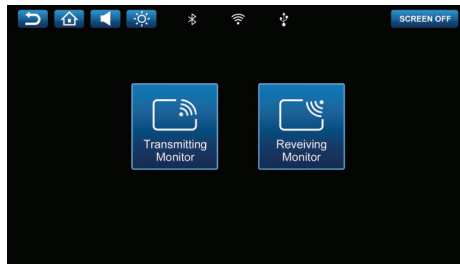 SCREEN OFF
Transmitting
Monitor
Reveiving
Monitor